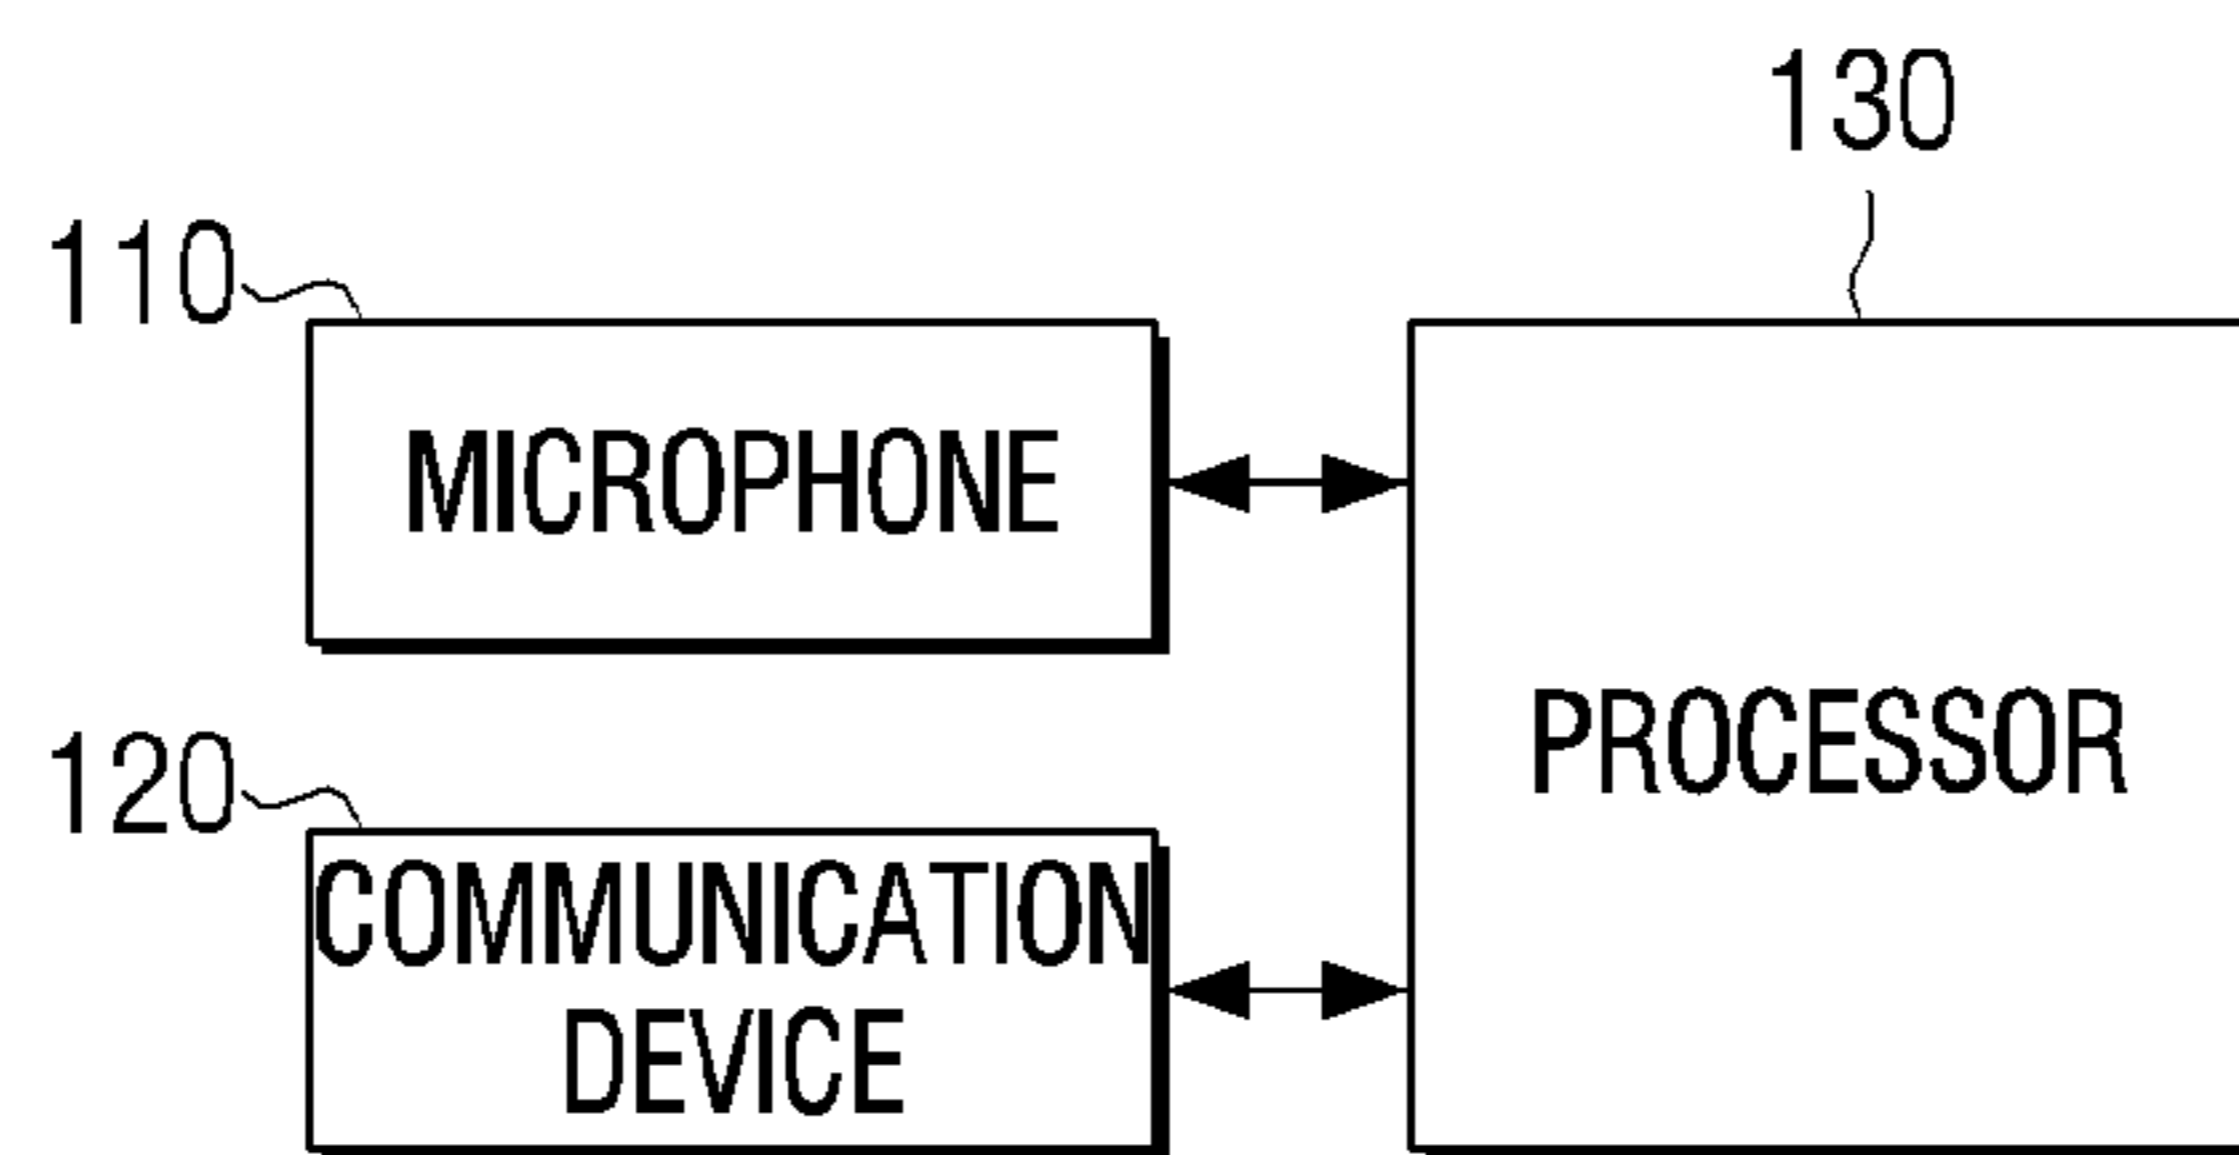 130
110
MICROPHONE
PROCESSOR
120
COMMUNICATION
DEVICE